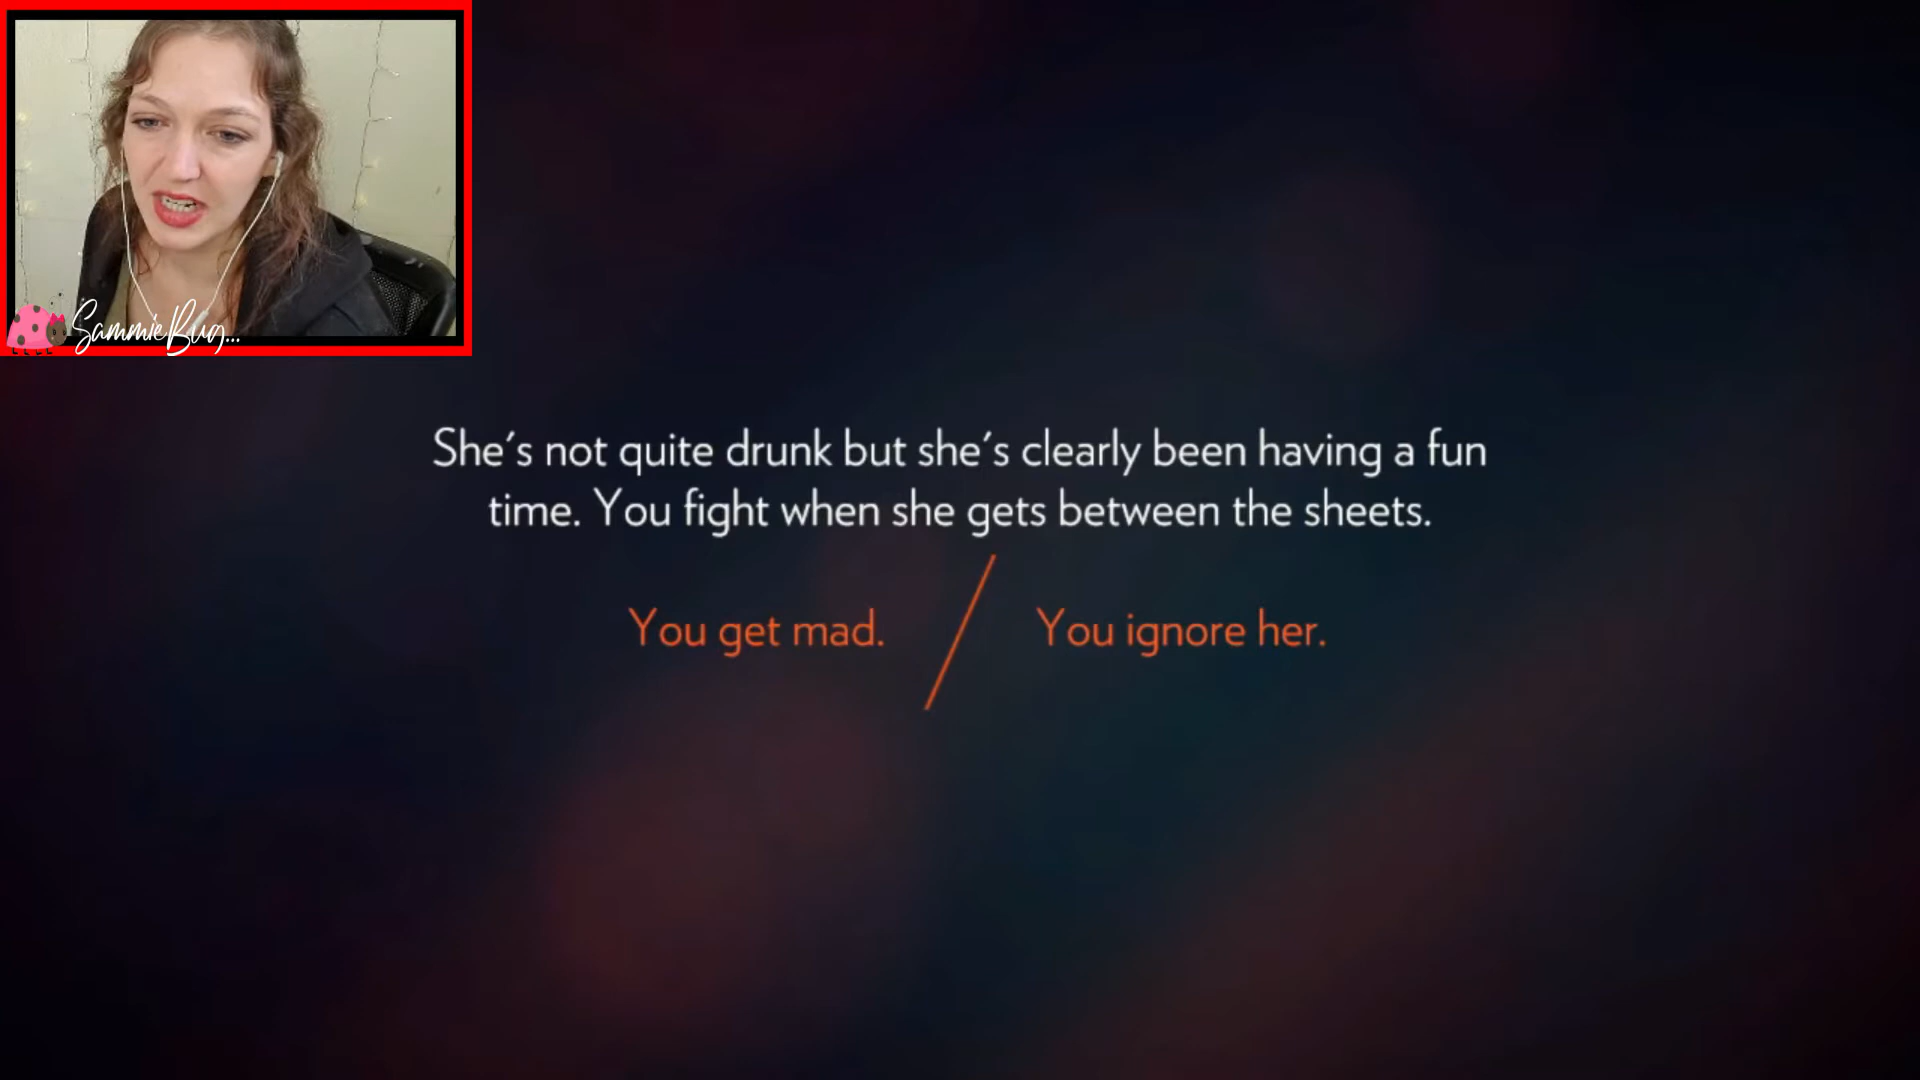 SammieBug...
She's not quite drunk but she's clearly been having a fun
time. You fight when she gets between the sheets.
You get mad.
You ignore her.